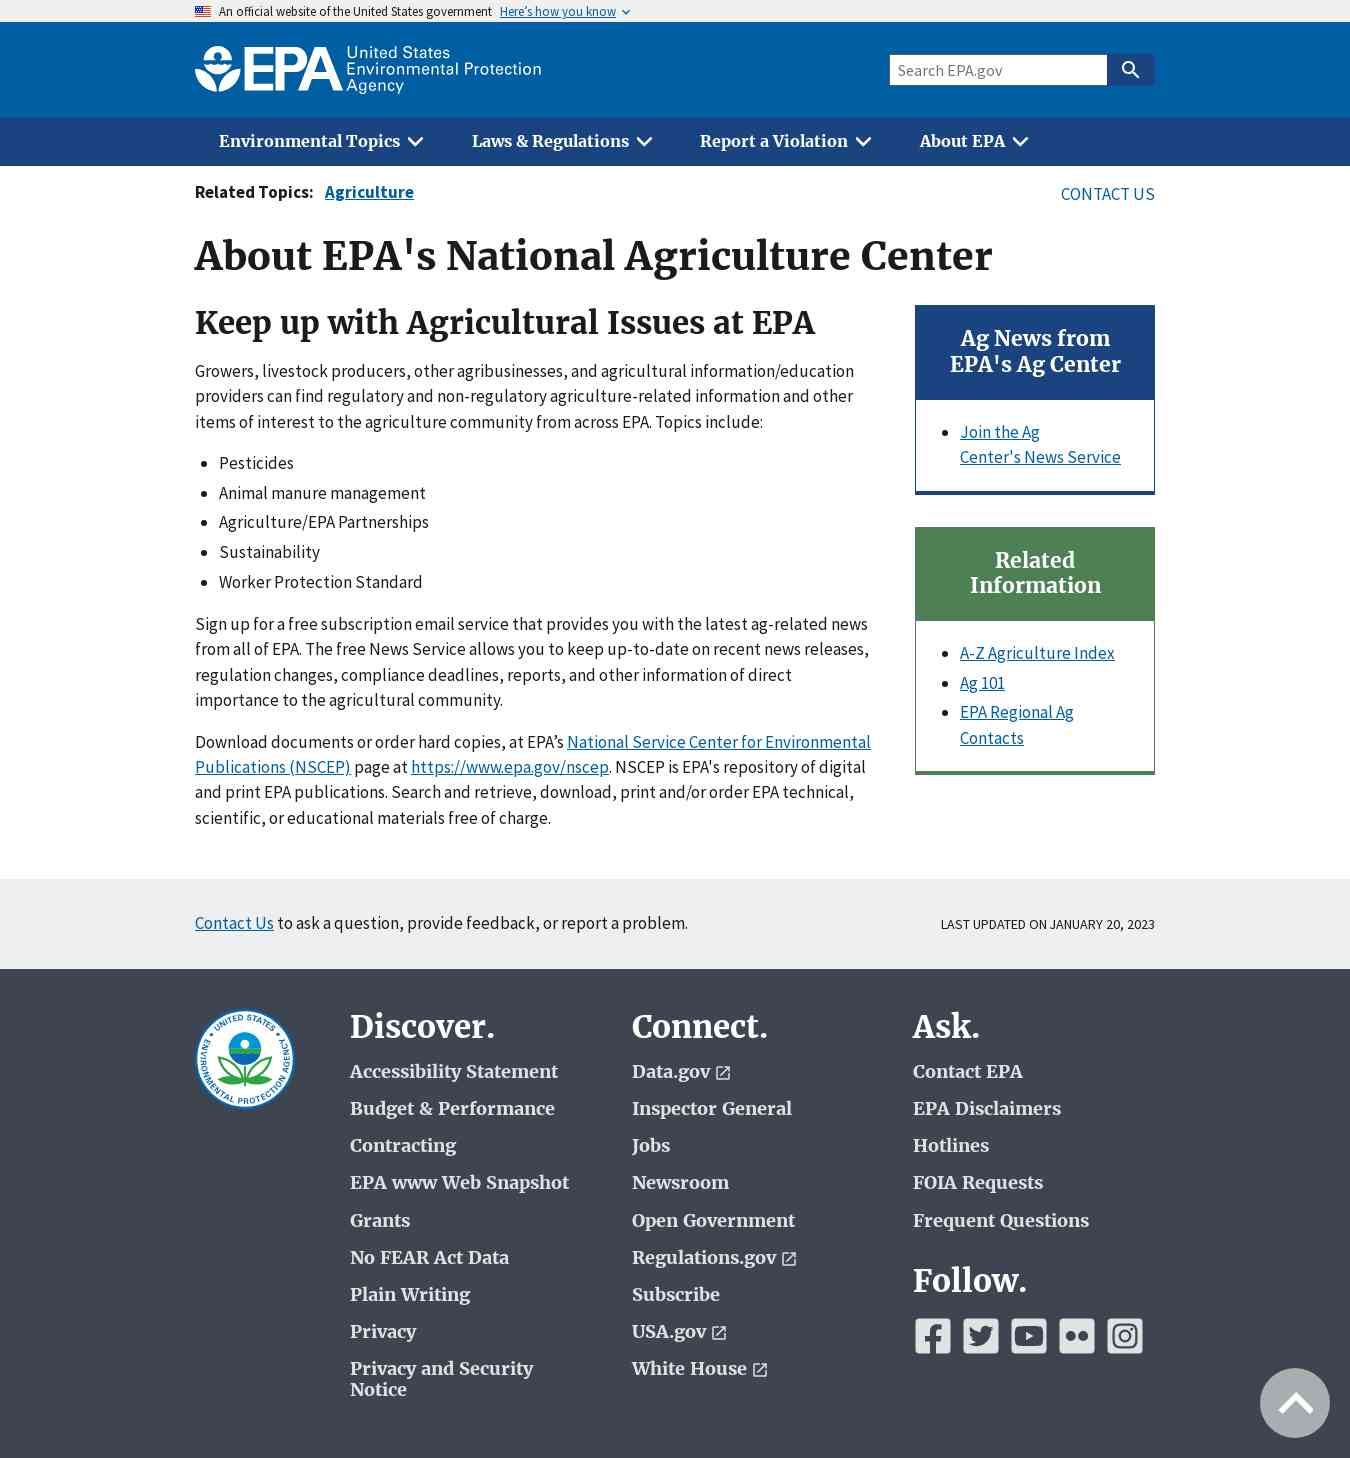 An official website of the United States government Here's how you know
EPA United States
Environmental Protection
Agency
Search EPA.gov
Environmental Topics
Laws & Regulations
Report a Violation
About EPA
Related Topics: Agriculture
CONTACT US
About EPA's National Agriculture Center
Keep up with Agricultural Issues at EPA
Growers, livestock producers, other agribusinesses, and agricultural information/education
providers can find regulatory and non-regulatory agriculture-related information and other
items of interest to the agriculture community from across EPA. Topics include:
Pesticides
Animal manure management
Agriculture/EPA Partnerships
Sustainability
Worker Protection Standard
Sign up for a free subscription email service that provides you with the latest ag-related news
from all of EPA. The free News Service allows you to keep up-to-date on recent news releases,
regulation changes, compliance deadlines, reports, and other information of direct
importance to the agricultural community.
Download documents or order hard copies, at EPA’s National Service Center for Environmental
Publications (NSCEP) page at https://www.epa.gov/nscep. NSCEP is EPA's repository of digital
and print EPA publications. Search and retrieve, download, print and/or order EPA technical,
scientific, or educational materials free of charge.
Ag News from
EPA's Ag Center
Join the Ag
Center's News Service
Related
Information
A-Z Agriculture Index
Ag 101
EPA Regional Ag
Contacts
Contact Us to ask a question, provide feedback, or report a problem.
LAST UPDATED ON JANUARY 20, 2023
UNITED STATES
ENVIRONMENTAL PROTECTION AGENCY
Discover.
Accessibility Statement
Budget & Performance
Contracting
EPA www Web Snapshot
Grants
No FEAR Act Data
Plain Writing
Privacy
Privacy and Security
Notice
Connect.
Data.gov
Inspector General
Jobs
Newsroom
Open Government
Regulations.gov
Subscribe
USA.gov
White House
Ask.
Contact EPA
EPA Disclaimers
Hotlines
FOIA Requests
Frequent Questions
Follow.